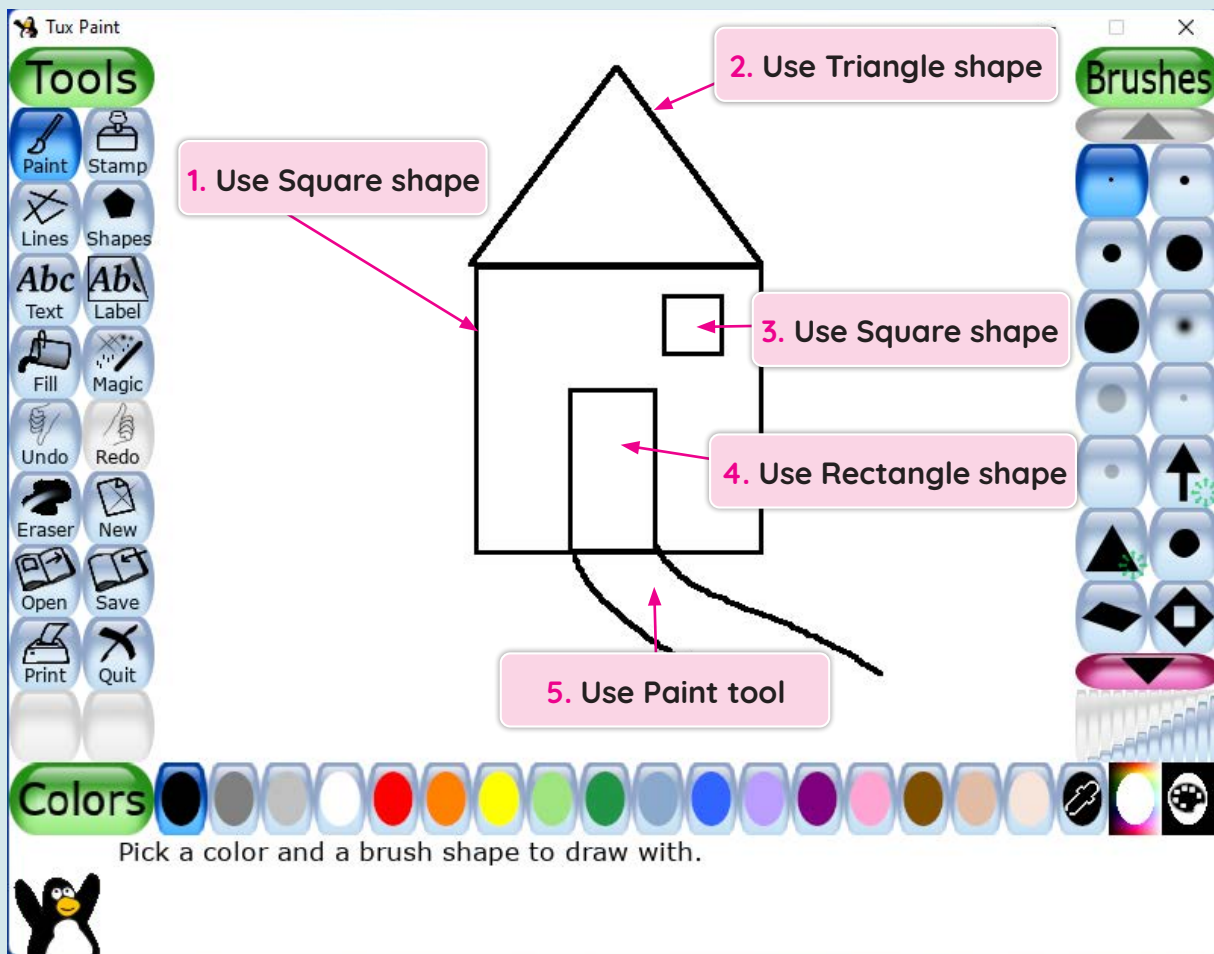 Tux Paint
Tools
Brushes
2. Use Triangle shape
Paint Stamp
1. Use Square shape
Lines Shapes
Abc Abc
Text Label
3. Use Square shape
Fill Magic
Undo Redo
4. Use Rectangle shape
Eraser New
Open Save
Print Quit
5. Use Paint tool
Colors
Pick a color and a brush shape to draw with.